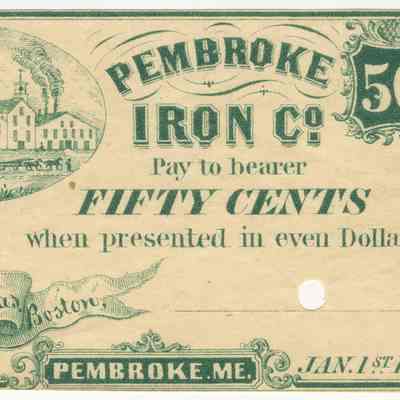 PEMBROKE
IRON Co
50
Pay to bearer
FIFTY CENTS
when presented in even Dolla
Boston,
PEMBROKE, ME.
JAN. 1ST 1